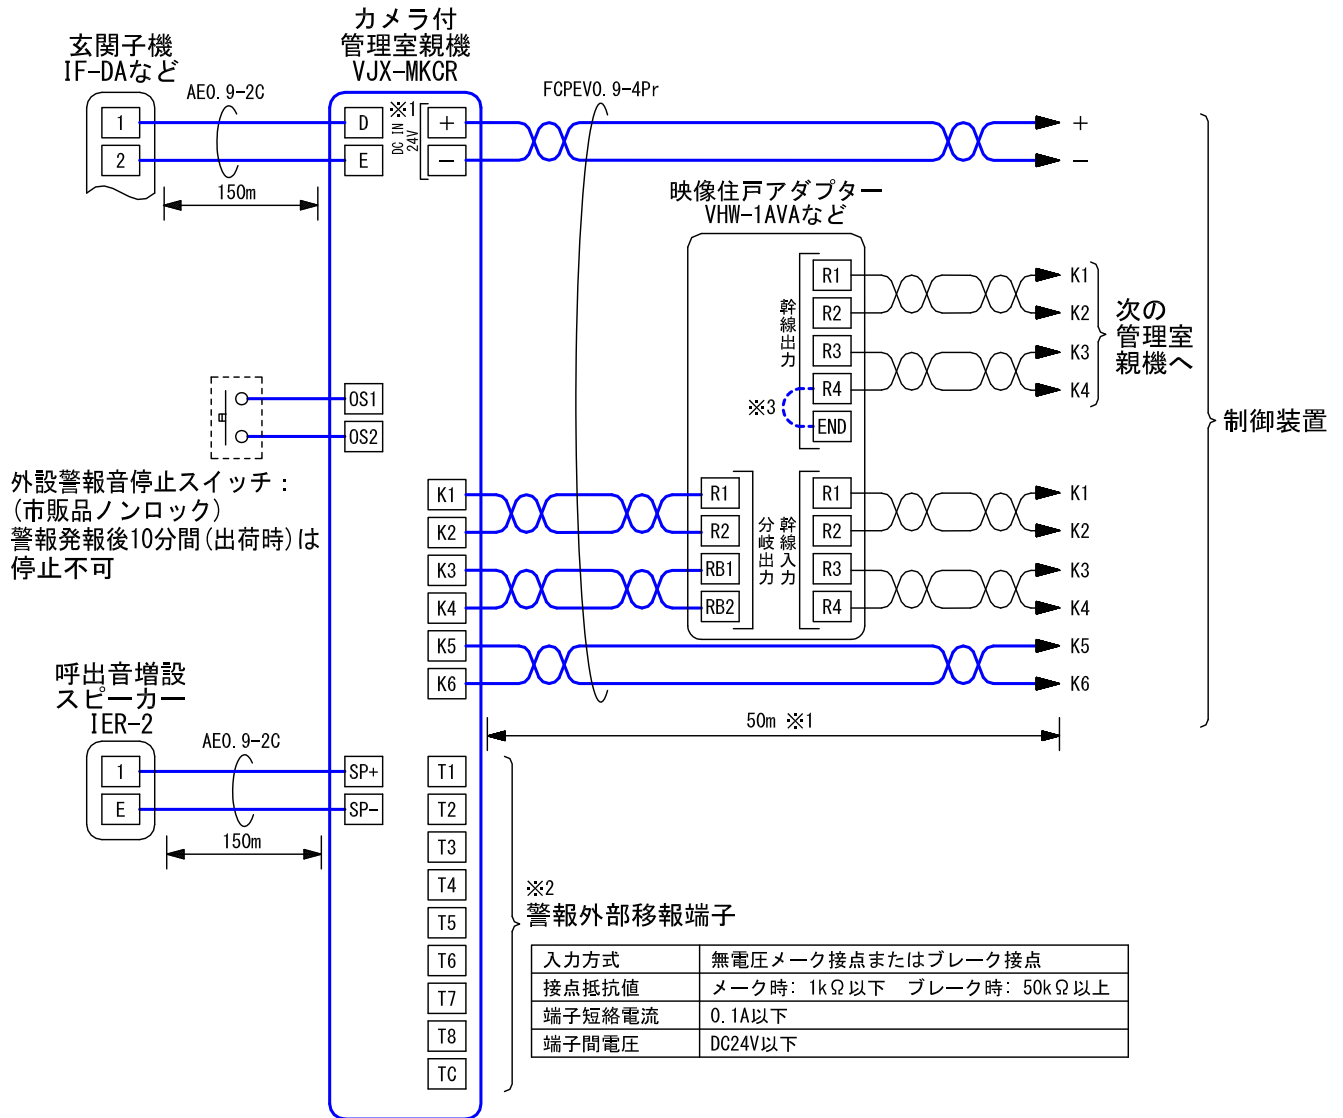 カメラ付
管理室親機
VJX-MKCR
玄関子機
IF-DAなど
AE0.9-2C
1
2
150m
D
E
※1
DC IN
24V
+
-
FCPEV0.9-4Pr
+
-
映像住戸アダプター
VHW-1AVAなど
幹線出力
R1
R2
R3
R4
END
※3
K1
K2
K3
K4
次の
管理室
親機へ
制御装置
OS1
OS2
外設警報音停止スイッチ：
(市販品ノンロック)
警報発報後10分間(出荷時)は
停止不可
K1
K2
K3
K4
K5
K6
R1
R2
RB1
RB2
分岐出力
幹線入力
R1
R2
R3
R4
K1
K2
K3
K4
K5
K6
50m ※1
呼出音増設
スピーカー
IER-2
AE0.9-2C
1
E
150m
SP+
SP-
T1
T2
T3
T4
T5
T6
T7
T8
TC
※2
警報外部移報端子
入力方式 無電圧メーク接点またはブレーク接点
接点抵抗値 メーク時：1kΩ以下 ブレーク時：50kΩ以上
端子短絡電流 0.1A以下
端子間電圧 DC24V以下